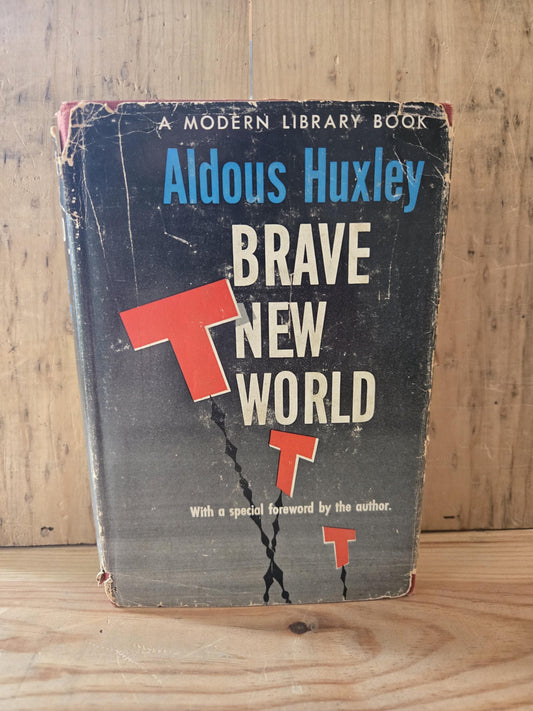 A MODERN LIBRARY BOOK
Aldous Huxley
BRAVE
NEW
WORLD
T
T
With a special foreword by the author.
T